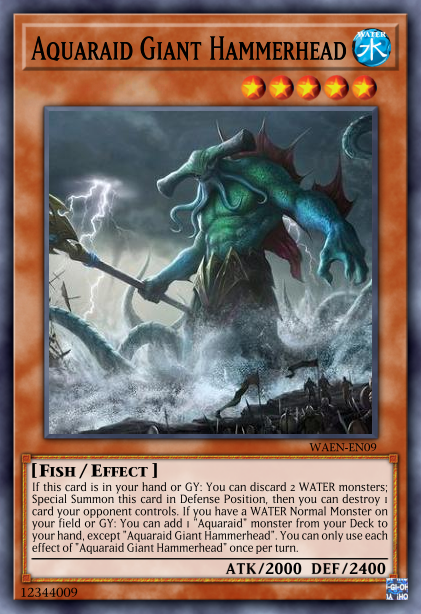 AQUARAID GIANT HAMMERHEAD
WATER
水
WAEN-EN09
[ FISH / EFFECT ]
If this card is in your hand or GY: You can discard 2 WATER monsters;
Special Summon this card in Defense Position, then you can destroy 1
card your opponent controls. If you have a WATER Normal Monster on
your field or GY: You can add 1 "Aquaraid" monster from your Deck to
your hand, except "Aquaraid Giant Hammerhead". You can only use each
effect of "Aquaraid Giant Hammerhead" once per turn.
ATK/2000 DEF/2400
12344009